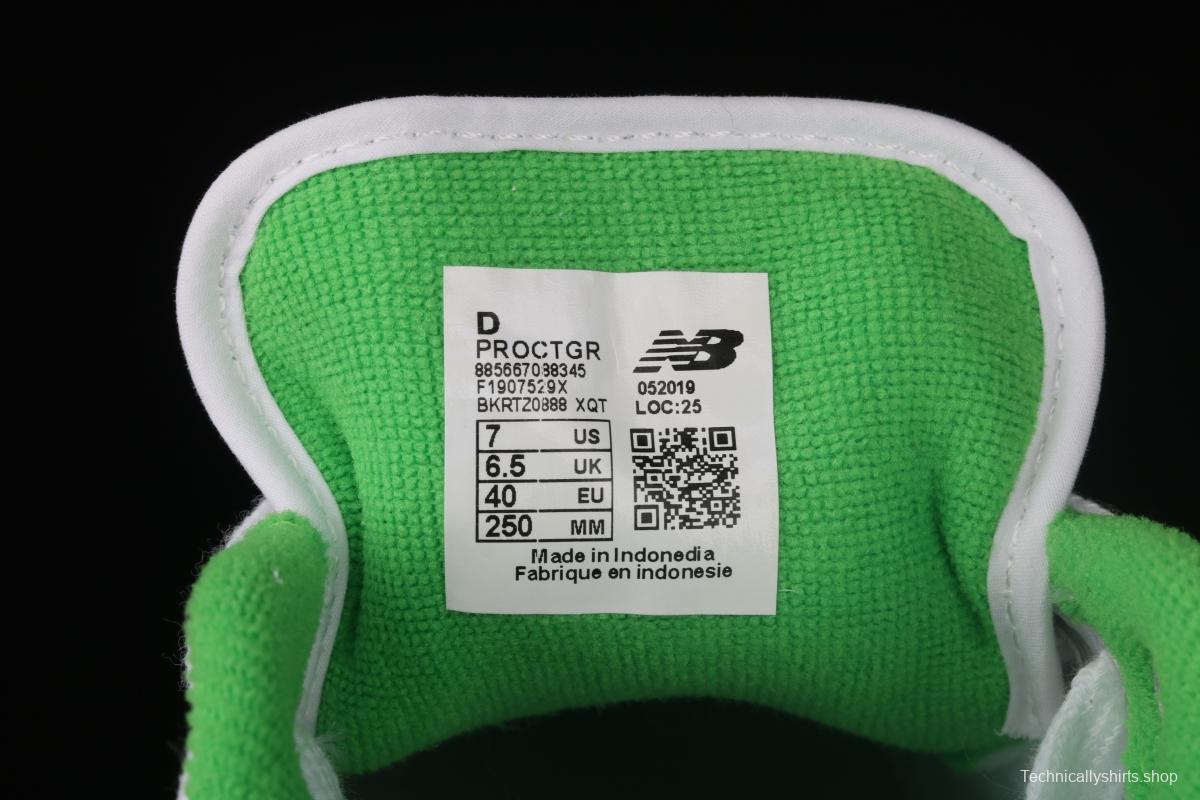 D
PROCTGR
885667088345
F1907529X
BKRTZ0888 XQT
NB
052019
LOC:25
7 US
6.5 UK
40 EU
250 MM
Made in Indonedia
Fabrique en indonesie
Technicallyshirts.shop